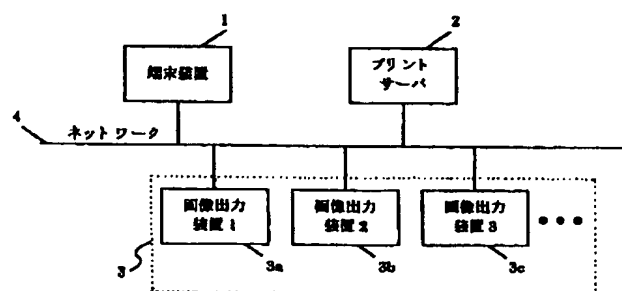 1
2
端末装置
プリント
サーバ
4
ネットワーク
画像出力
装置1
画像出力
装置2
画像出力
装置3
3
3a
3b
3c